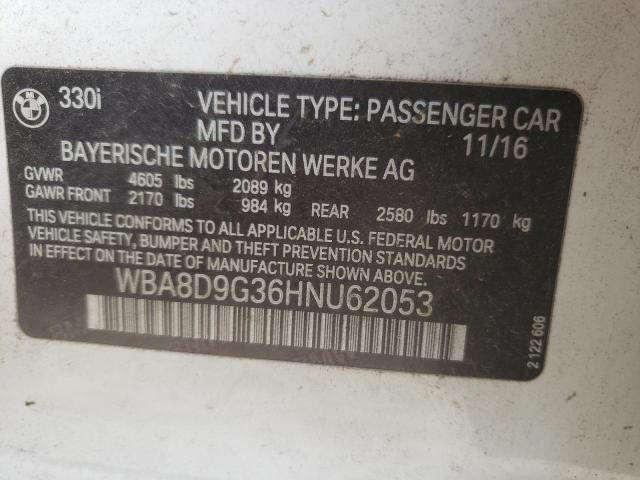 BMW
330i
VEHICLE TYPE: PASSENGER CAR
MFD BY 11/16
BAYERISCHE MOTOREN WERKE AG
GVWR 4605 lbs 2089 kg
GAWR FRONT 2170 lbs 984 kg REAR 2580 lbs 1170 kg
THIS VEHICLE CONFORMS TO ALL APPLICABLE U.S. FEDERAL MOTOR
VEHICLE SAFETY, BUMPER AND THEFT PREVENTION STANDARDS
IN EFFECT ON THE DATE OF MANUFACTURE SHOWN ABOVE.
WBA8D9G36HNU62053
2 122 606